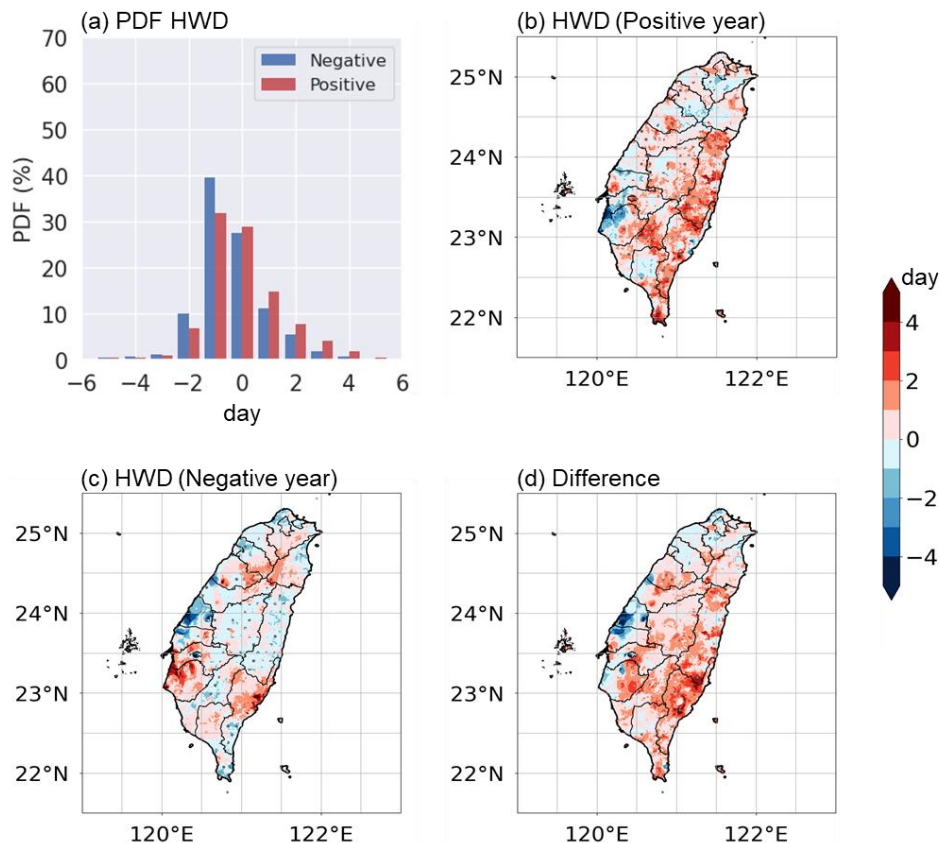 (a) PDF HWD
70
60
50
40
30
20
10
0
PDF (%)
Negative
Positive
−6 −4 −2 0 2 4 6
day
(b) HWD (Positive year)
25°N
24°N
23°N
22°N
120°E 122°E
day
4
2
0
−2
−4
(c) HWD (Negative year)
25°N
24°N
23°N
22°N
120°E 122°E
(d) Difference
25°N
24°N
23°N
22°N
120°E 122°E